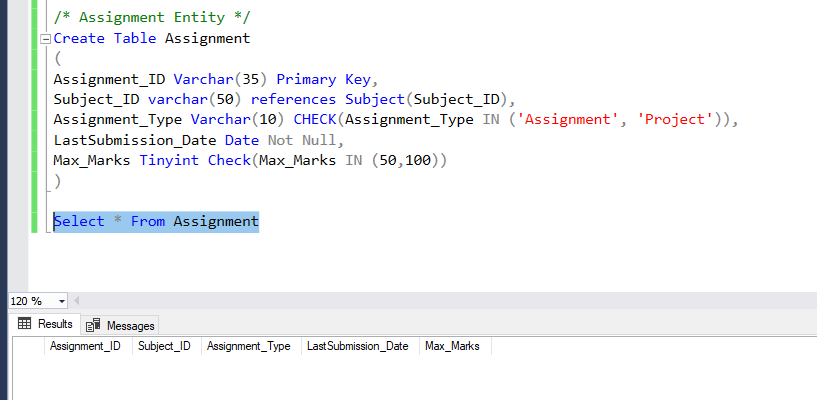 /* Assignment Entity */
Create Table Assignment
(
Assignment_ID Varchar(35) Primary Key,
Subject_ID varchar(50) references Subject(Subject_ID),
Assignment_Type Varchar(10) CHECK(Assignment_Type IN ('Assignment', 'Project')),
LastSubmission_Date Date Not Null,
Max_Marks Tinyint Check(Max_Marks IN (50,100))
)
Select * From Assignment
120 %
Results Messages
Assignment_ID Subject_ID Assignment_Type LastSubmission_Date Max_Marks